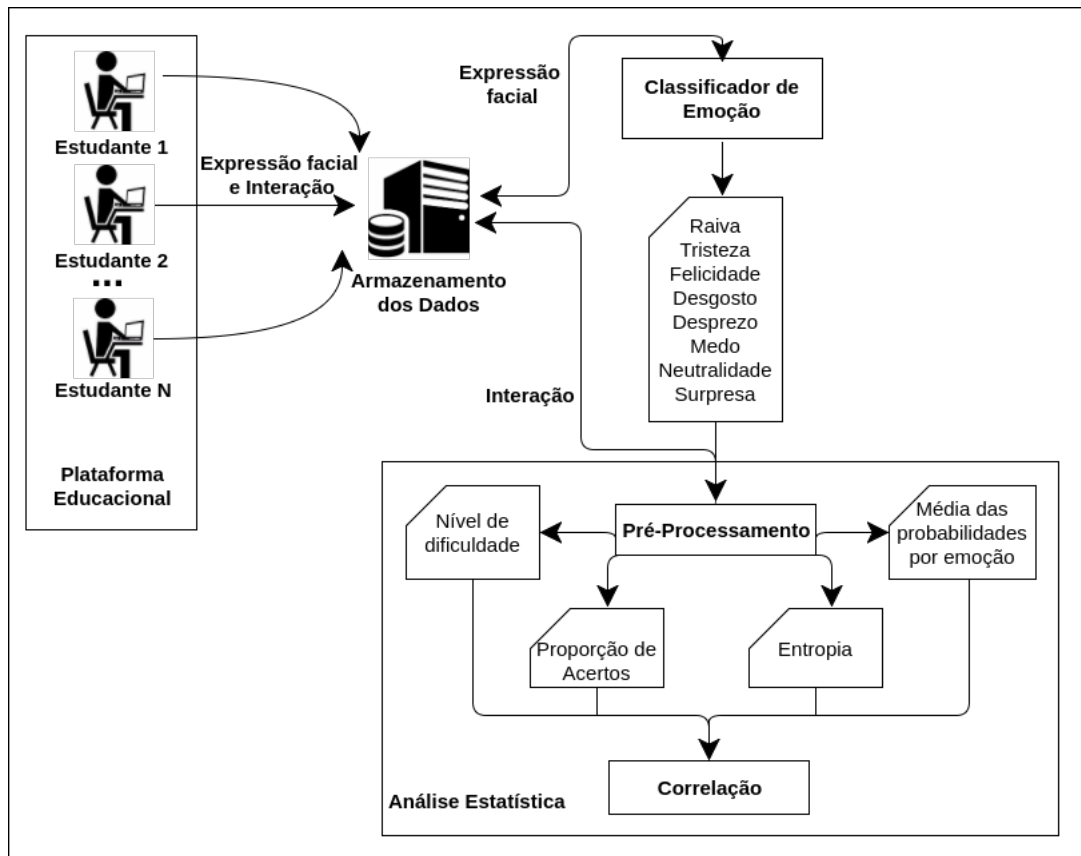 Estudante 1
Estudante 2
...
Estudante N
Plataforma
Educacional
Expressão facial
e Interação
Armazenamento
dos Dados
Expressão
facial
Classificador de
Emoção
Raiva
Tristeza
Felicidade
Desgosto
Desprezo
Medo
Neutralidade
Surpresa
Interação
Nível de
dificuldade
Pré-Processamento
Média das
probabilidades
por emoção
Proporção de
Acertos
Entropia
Correlação
Análise Estatística